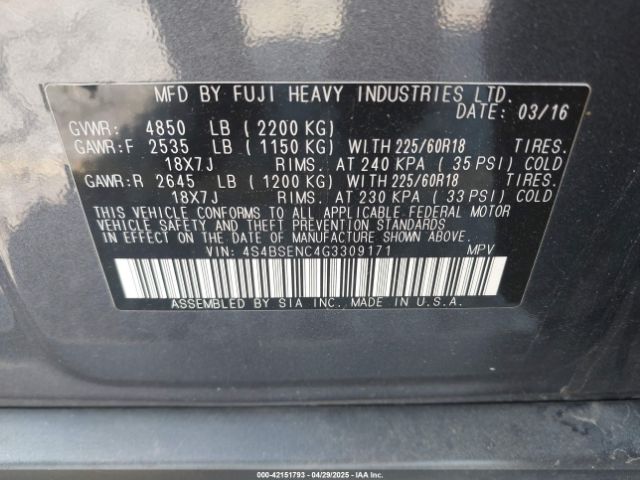 MFD BY FUJI HEAVY INDUSTRIES LTD.
DATE: 03/16
GVWR: 4850 LB (2200 KG)
GAWR:F 2535 LB (1150 KG) WITH 225/60R18 TIRES.
18X7J RIMS. AT 240 KPA (35 PSI) COLD
GAWR:R 2645 LB (1200 KG) WITH 225/60R18 TIRES.
18X7J RIMS. AT 230 KPA (33 PSI) COLD
THIS VEHICLE CONFORMS TO ALL APPLICABLE FEDERAL MOTOR
VEHICLE SAFETY AND THEFT PREVENTION STANDARDS IN
EFFECT ON THE DATE OF MANUFACTURE SHOWN ABOVE.
VIN: 4S4BSENC4G3309171 MPV
ASSEMBLED BY SIA INC. MADE IN U.S.A.
000-42151793 04/29/2025 - IAAI.COM